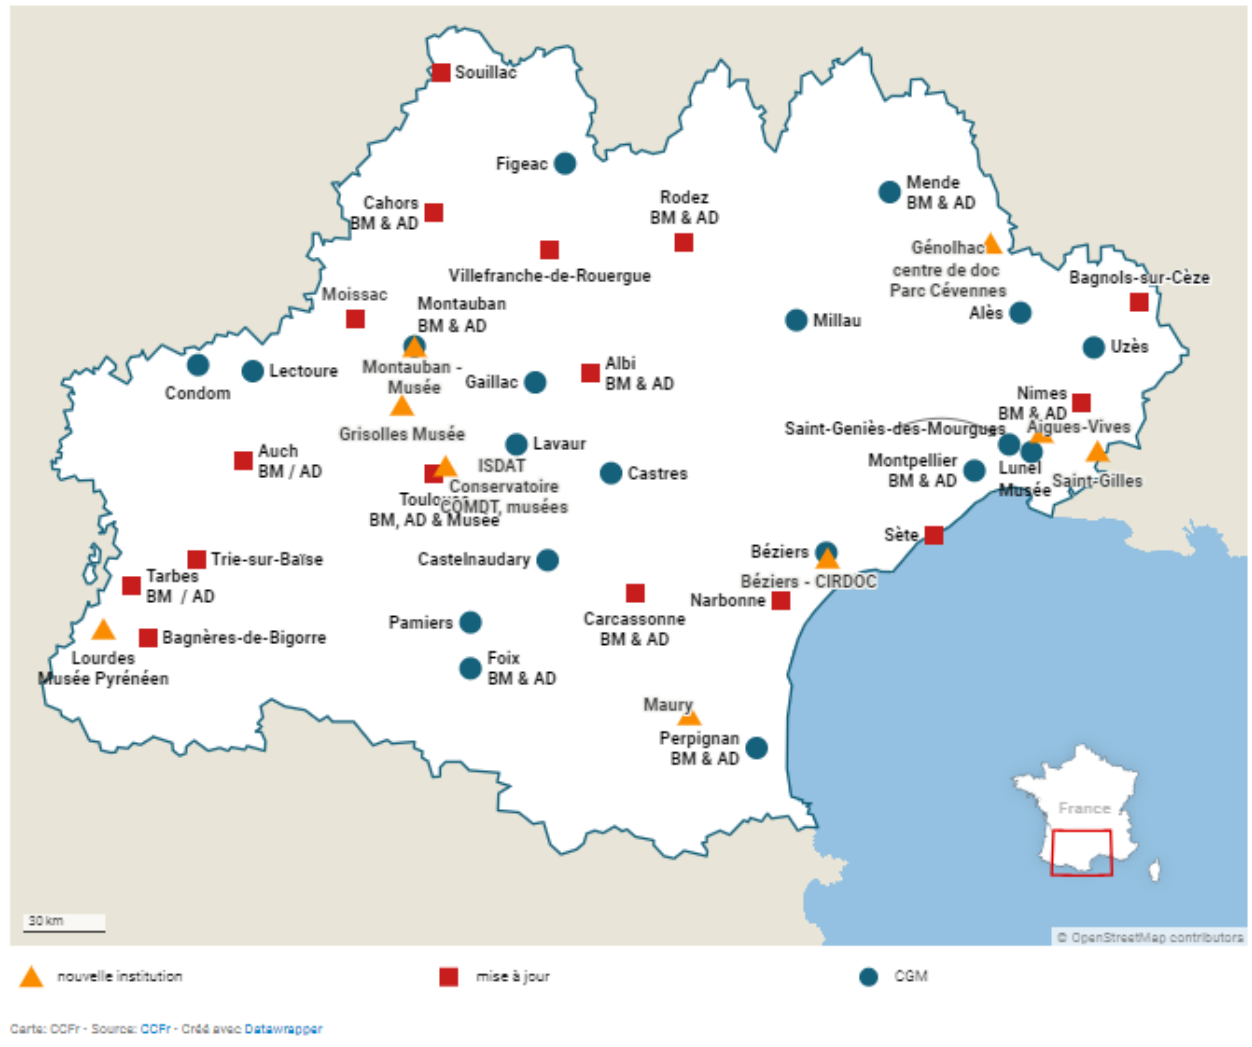 Souillac
Figeac
Mende
BM & AD
Cahors
BM & AD
Rodez
BM & AD
Génolhac
centre de doc
Parc Cévennes
Villefranche-de-Rouergue
Bagnols-sur-Cèze
Moissac
Montauban
BM & AD
Alès
Millau
Uzès
Montauban -
Musée
Lectoure
Condom
Gaillac
Albi
BM & AD
Nimes
BM & AD
Grisolles Musée
Saint-Geniès-des-Mourgues
Aigues-Vives
Lavaur
Auch
BM / AD
ISDAT
Conservatoire
COMDT, musées
Toulouse
BM, AD & Musée
Castres
Montpellier
BM & AD
Lunel
Musée
Saint-Gilles
Sète
Trie-sur-Baïse
Castelnaudary
Béziers
Béziers - CIRDOC
Tarbes
BM / AD
Narbonne
Bagnères-de-Bigorre
Pamiers
Carcassonne
BM & AD
Lourdes
Musée Pyrénéen
Foix
BM & AD
Maury
Perpignan
BM & AD
France
30 km
© OpenStreetMap contributors
nouvelle institution
mise à jour
CGM
Carte: CCFr - Source: CCFr - Créé avec Datawrapper